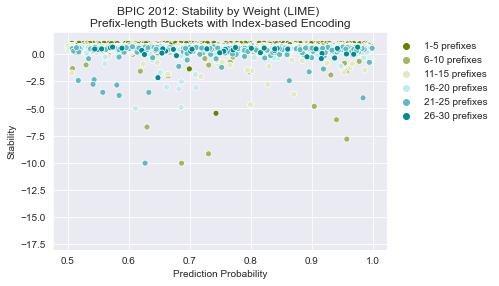 BPIC 2012: Stability by Weight (LIME)
Prefix-length Buckets with Index-based Encoding
Stability
0.0
−2.5
−5.0
−7.5
−10.0
−12.5
−15.0
−17.5
0.5 0.6 0.7 0.8 0.9 1.0
Prediction Probability
1-5 prefixes
6-10 prefixes
11-15 prefixes
16-20 prefixes
21-25 prefixes
26-30 prefixes